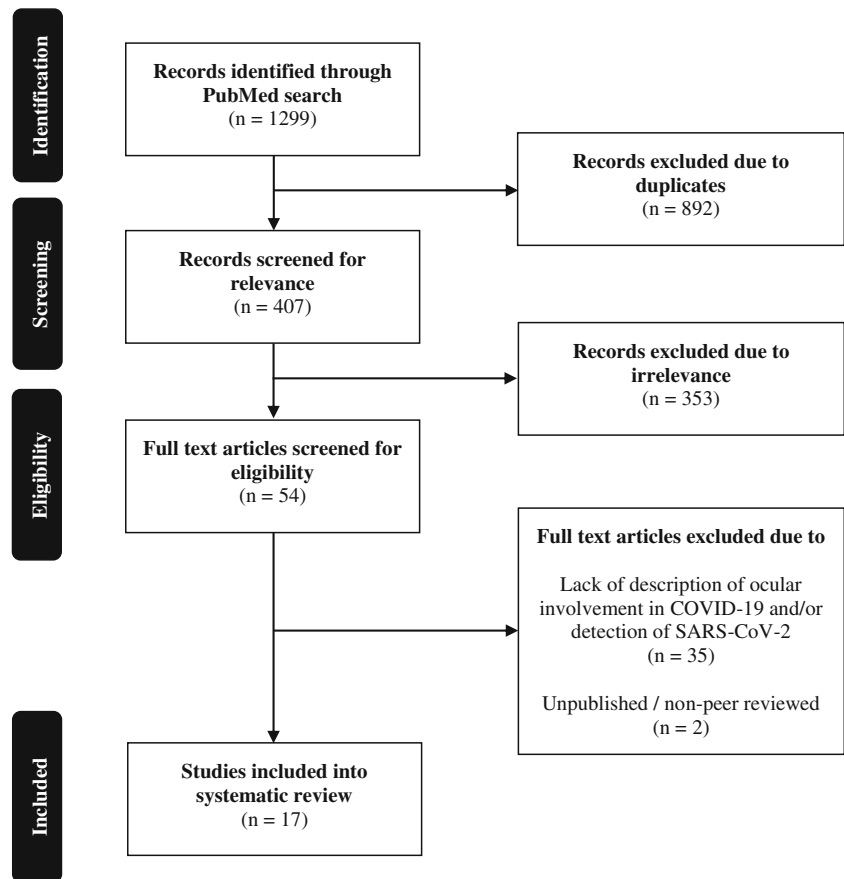 Identification
Records identified through
PubMed search
(n = 1299)
Records excluded due to
duplicates
(n = 892)
Screening
Records screened for
relevance
(n = 407)
Records excluded due to
irrelevance
(n = 353)
Eligibility
Full text articles screened for
eligibility
(n = 54)
Full text articles excluded due to
Lack of description of ocular
involvement in COVID-19 and/or
detection of SARS-CoV-2
(n = 35)
Unpublished / non-peer reviewed
(n = 2)
Included
Studies included into
systematic review
(n = 17)